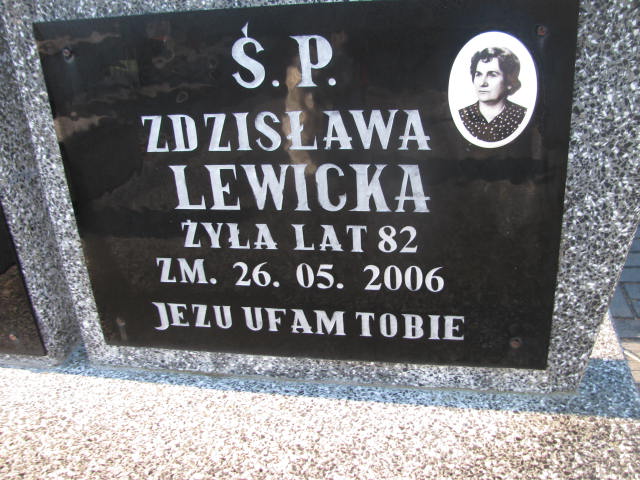 Ś.P.
ZDZISŁAWA
LEWICKA
ŻYŁA LAT 82
ZM. 26. 05. 2006
JEZU UFAM TOBIE